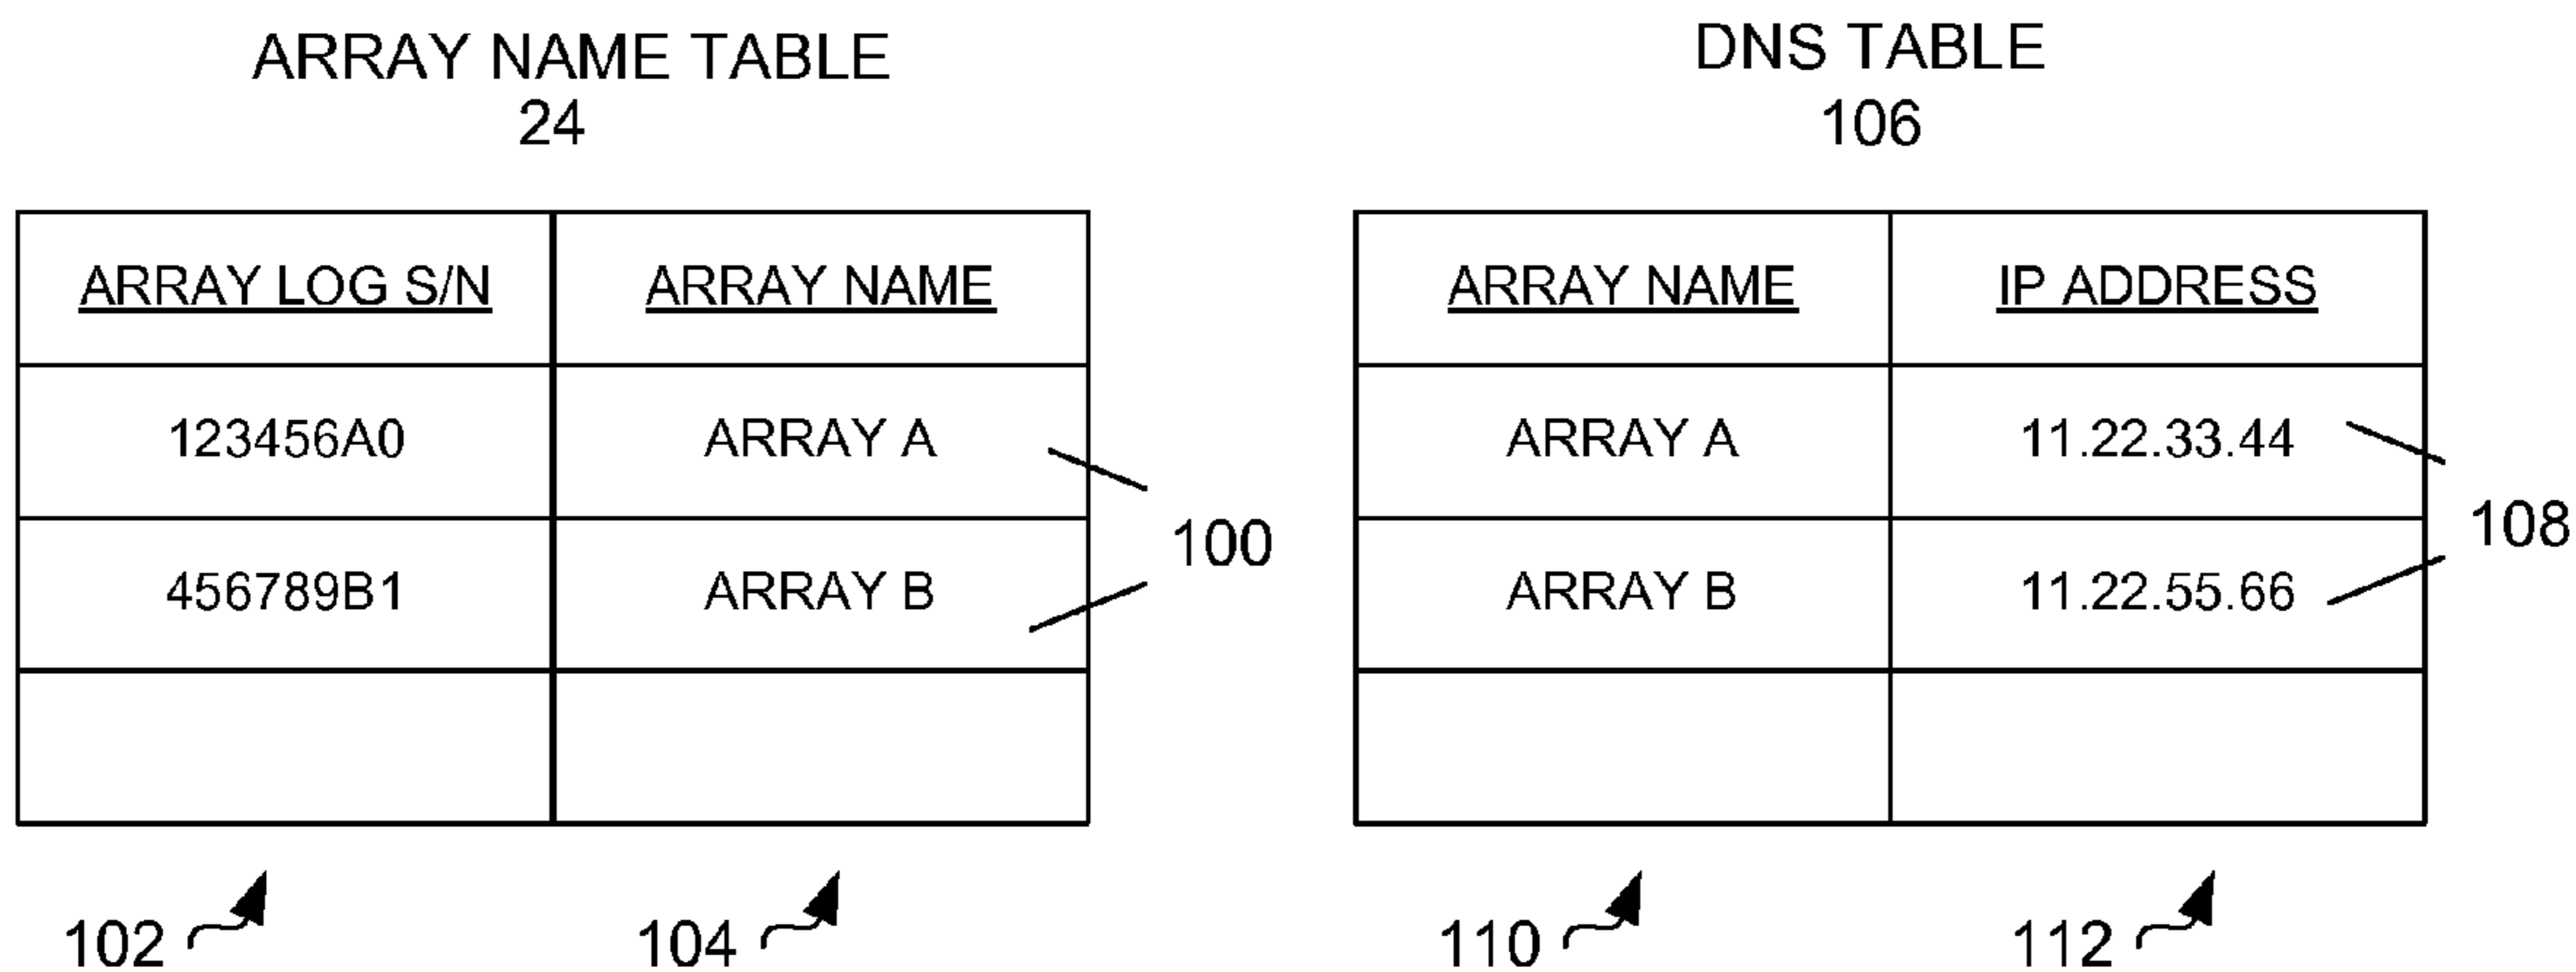 ARRAY NAME TABLE
24
ARRAY LOG S/N ARRAY NAME
123456A0 ARRAY A
456789B1 ARRAY B
100
102 104
DNS TABLE
106
ARRAY NAME IP ADDRESS
ARRAY A 11.22.33.44
ARRAY B 11.22.55.66
108
110 112